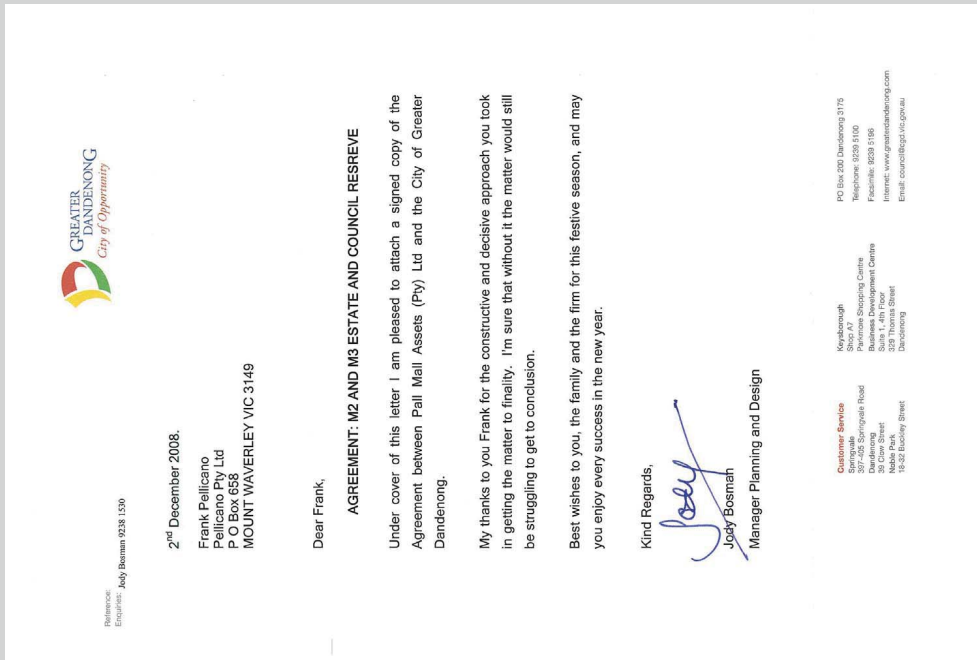 GREATER
DANDENONG
City of Opportunity
Reference:
Enquiries: Jody Bosman 9238 1530
2nd December 2008.
Frank Pellicano
Pellicano Pty Ltd
P O Box 658
MOUNT WAVERLEY VIC 3149
Dear Frank,
AGREEMENT: M2 AND M3 ESTATE AND COUNCIL RESREVE
Under cover of this letter I am pleased to attach a signed copy of the
Agreement between Pall Mall Assets (Pty) Ltd and the City of Greater
Dandenong.
My thanks to you Frank for the constructive and decisive approach you took
in getting the matter to finality. I'm sure that without it the matter would still
be struggling to get to conclusion.
Best wishes to you, the family and the firm for this festive season, and may
you enjoy every success in the new year.
Kind Regards,
Jody
Jody Bosman
Manager Planning and Design
Customer Service
Springvale
397-405 Springvale Road
Dandenong
39 Clow Street
Noble Park
18-32 Buckley Street
Keysborough
Shop A7
Parkmore Shopping Centre
Business Development Centre
Suite 1, 4th Floor
329 Thomas Street
Dandenong
PO Box 200 Dandenong 3175
Telephone: 9239 5100
Facsimile: 9239 5196
Internet: www.greaterdandenong.com
Email: council@cgd.vic.gov.au